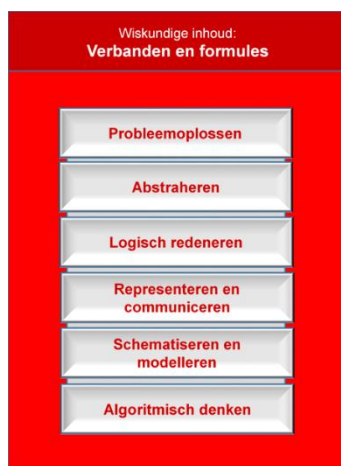 Wiskundige inhoud:
Verbanden en formules
Probleemoplossen
Abstraheren
Logisch redeneren
Representeren en
communiceren
Schematiseren en
modelleren
Algoritmisch denken